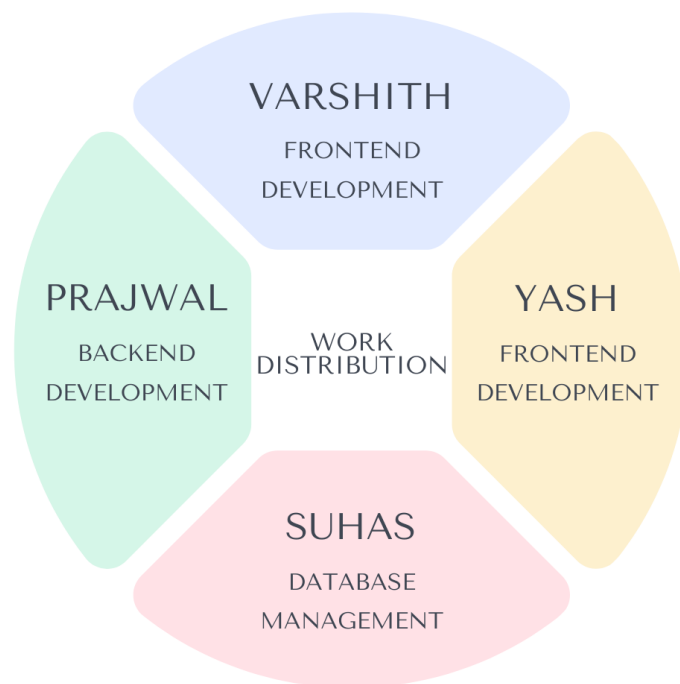 VARSHITH
FRONTEND
DEVELOPMENT
PRAJWAL
BACKEND
DEVELOPMENT
WORK
DISTRIBUTION
YASH
FRONTEND
DEVELOPMENT
SUHAS
DATABASE
MANAGEMENT